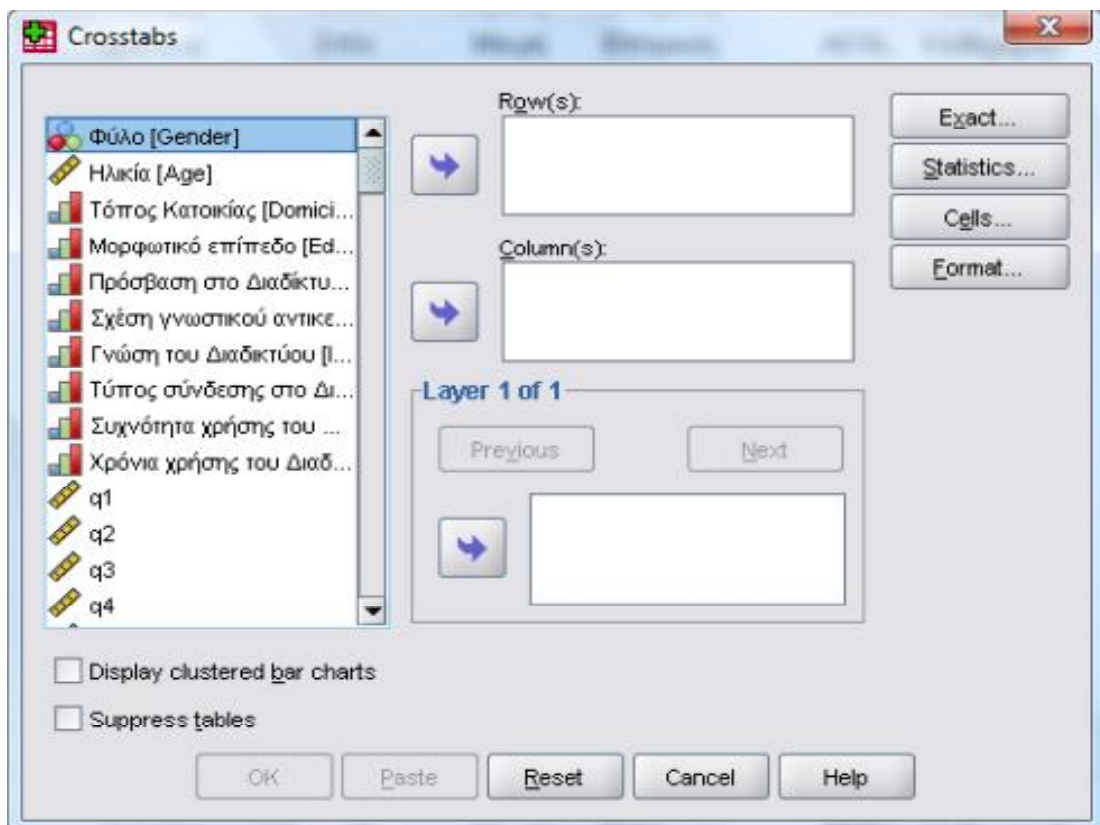 Crosstabs
Φύλο [Gender]
Ηλικία [Age]
Τόπος Κατοικίας [Domici...
Μορφωτικό επίπεδο [Ed...
Πρόσβαση στο Διαδίκτυ...
Σχέση γνωστικού αντικε...
Γνώση του Διαδικτύου [I...
Τύπος σύνδεσης στο Δι...
Συχνότητα χρήσης του ...
Χρόνια χρήσης του Διαδ...
q1
q2
q3
q4
Row(s):
Column(s):
Layer 1 of 1
Previous
Next
Exact...
Statistics...
Cells...
Format...
Display clustered bar charts
Suppress tables
OK
Paste
Reset
Cancel
Help